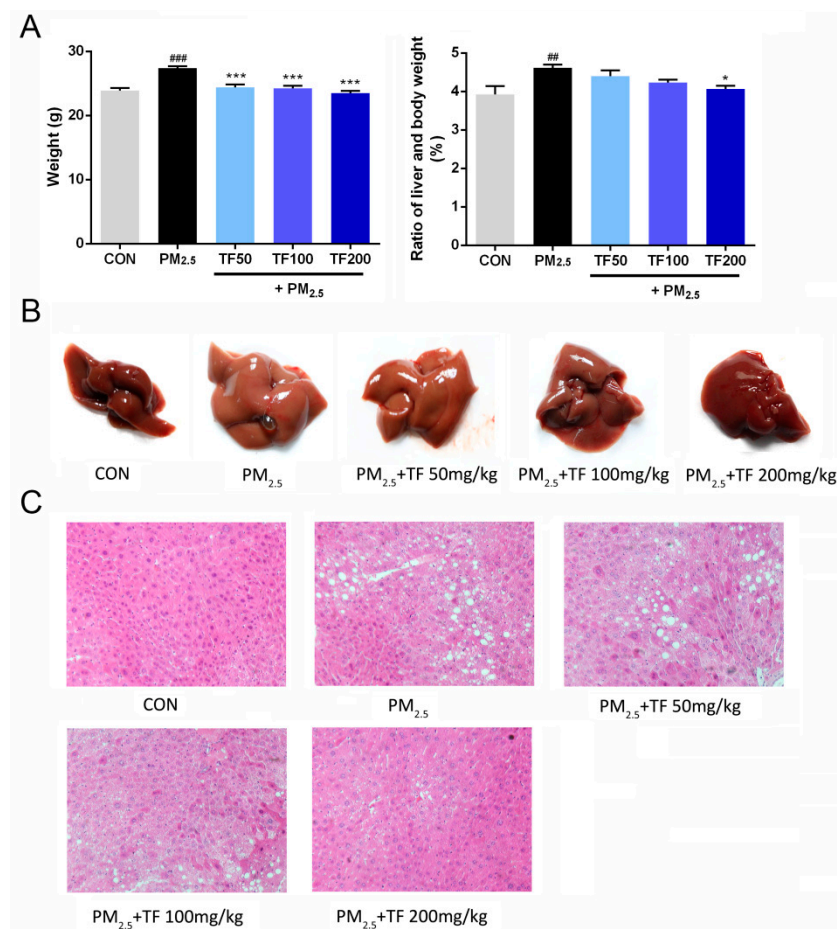 A
Weight (g)
30
20
10
0
###
***
***
***
CON
PM2.5
TF50
TF100
TF200
+ PM2.5
Ratio of liver and body weight
(%)
5
4
3
2
1
0
##
*
CON
PM2.5
TF50
TF100
TF200
+ PM2.5
B
CON
PM2.5
PM2.5+TF 50mg/kg
PM2.5+TF 100mg/kg
PM2.5+TF 200mg/kg
C
CON
PM2.5
PM2.5+TF 50mg/kg
PM2.5+TF 100mg/kg
PM2.5+TF 200mg/kg